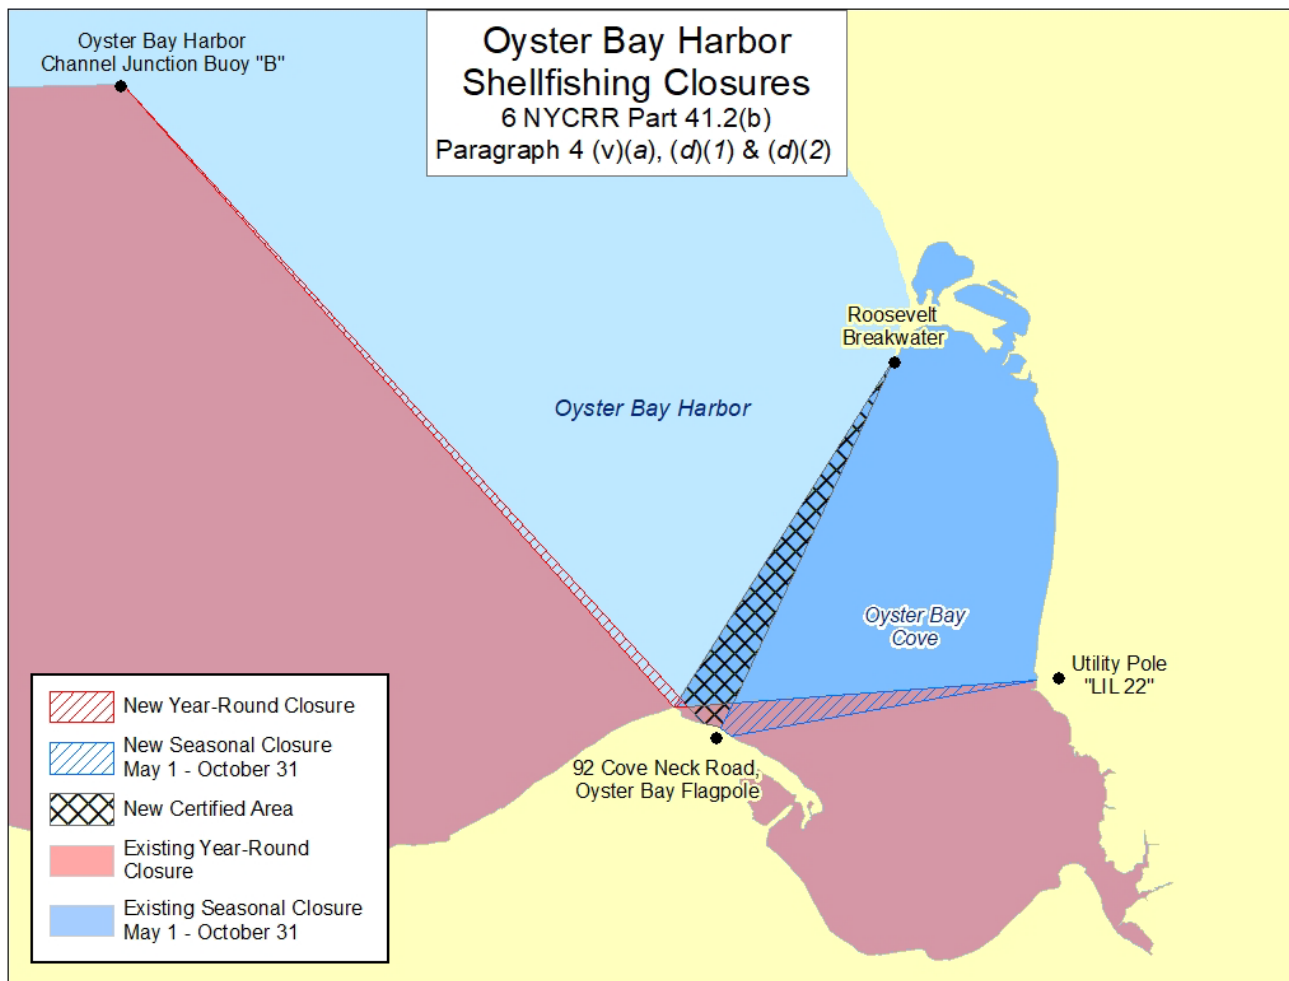 Oyster Bay Harbor
Channel Junction Buoy "B"
Oyster Bay Harbor
Shellfishing Closures
6 NYCRR Part 41.2(b)
Paragraph 4 (v)(a), (d)(1) & (d)(2)
Roosevelt
Breakwater
Oyster Bay Harbor
Oyster Bay
Cove
Utility Pole
"LIL 22"
92 Cove Neck Road,
Oyster Bay Flagpole
New Year-Round Closure
New Seasonal Closure
May 1 - October 31
New Certified Area
Existing Year-Round
Closure
Existing Seasonal Closure
May 1 - October 31